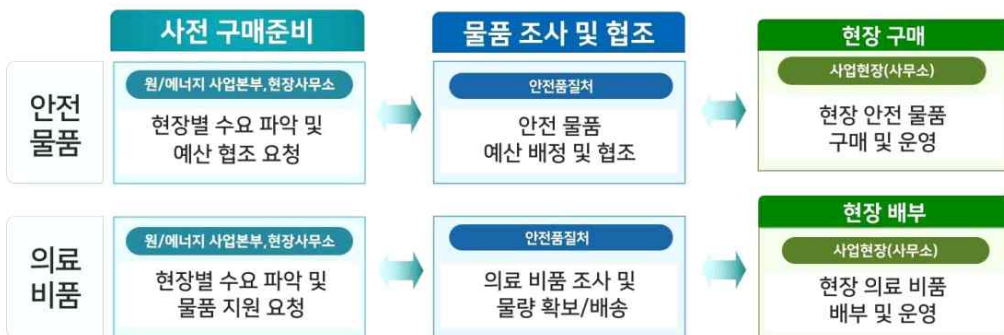 사전 구매준비
물품 조사 및 협조
현장 구매
안전
물품
원/에너지 사업본부,현장사무소
현장별 수요 파악 및
예산 협조 요청
안전품질처
안전 물품
예산 배정 및 협조
사업현장(사무소)
현장 안전 물품
구매 및 운영
현장 배부
의료
비품
원/에너지 사업본부,현장사무소
현장별 수요 파악 및
물품 지원 요청
안전품질처
의료 비품 조사 및
물량 확보/배송
사업현장(사무소)
현장 의료 비품
배부 및 운영